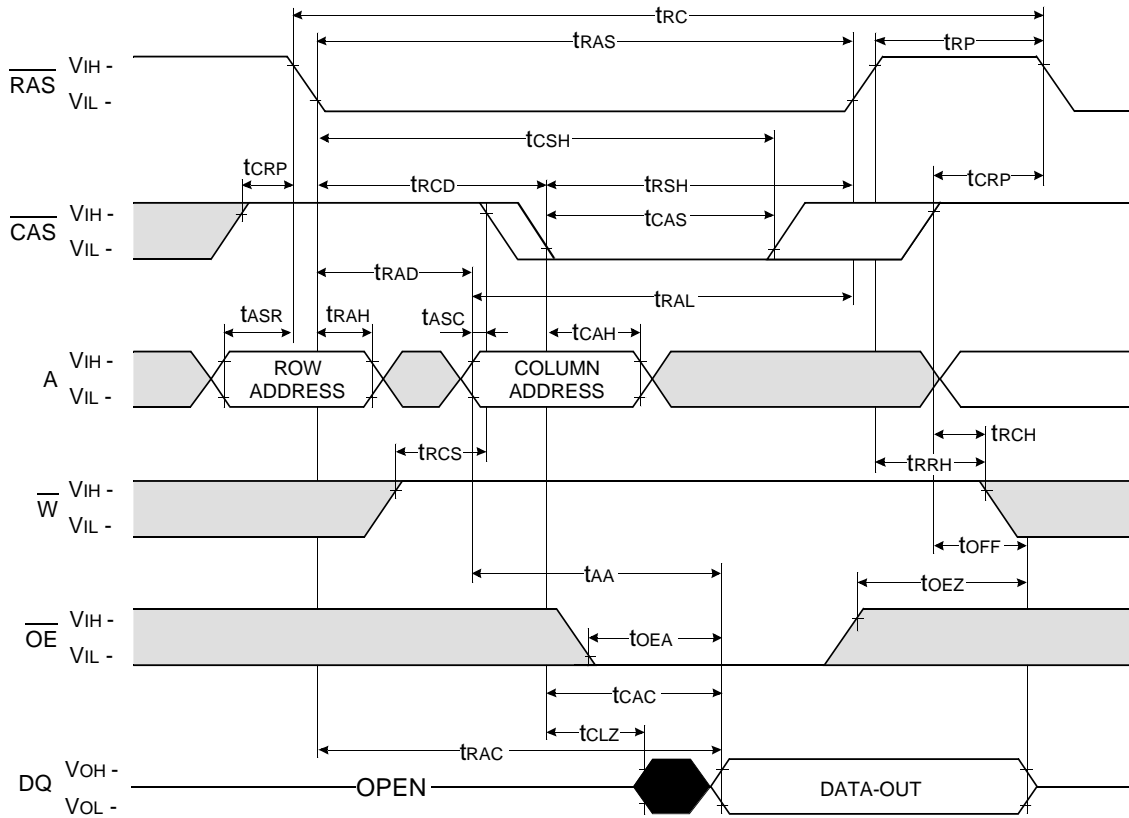 tRC
tRAS
tRP
RAS
VIH -
VIL -
tCSH
tCRP
tRCD
tRSH
tCRP
CAS
VIH -
VIL -
tCAS
tRAD
tRAL
tASR
tRAH
tASC
tCAH
A
VIH -
VIL -
ROW
ADDRESS
COLUMN
ADDRESS
tRCS
tRCH
tRRH
W
VIH -
VIL -
tOFF
tAA
tOEZ
OE
VIH -
VIL -
tOEA
tCAC
tCLZ
tRAC
DQ
VOH -
VOL -
OPEN
DATA-OUT